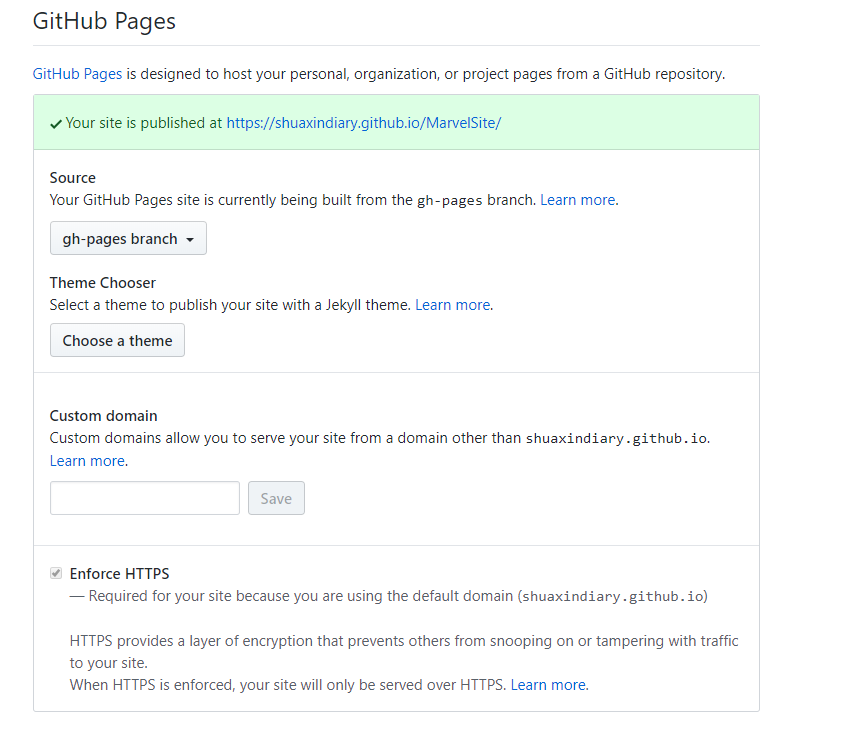 GitHub Pages
GitHub Pages is designed to host your personal, organization, or project pages from a GitHub repository.
Your site is published at https://shuaxindiary.github.io/MarvelSite/
Source
Your GitHub Pages site is currently being built from the gh-pages branch. Learn more.
gh-pages branch
Theme Chooser
Select a theme to publish your site with a Jekyll theme. Learn more.
Choose a theme
Custom domain
Custom domains allow you to serve your site from a domain other than shuaxindiary.github.io.
Learn more.
Save
Enforce HTTPS
— Required for your site because you are using the default domain (shuaxindiary.github.io)
HTTPS provides a layer of encryption that prevents others from snooping on or tampering with traffic
to your site.
When HTTPS is enforced, your site will only be served over HTTPS. Learn more.